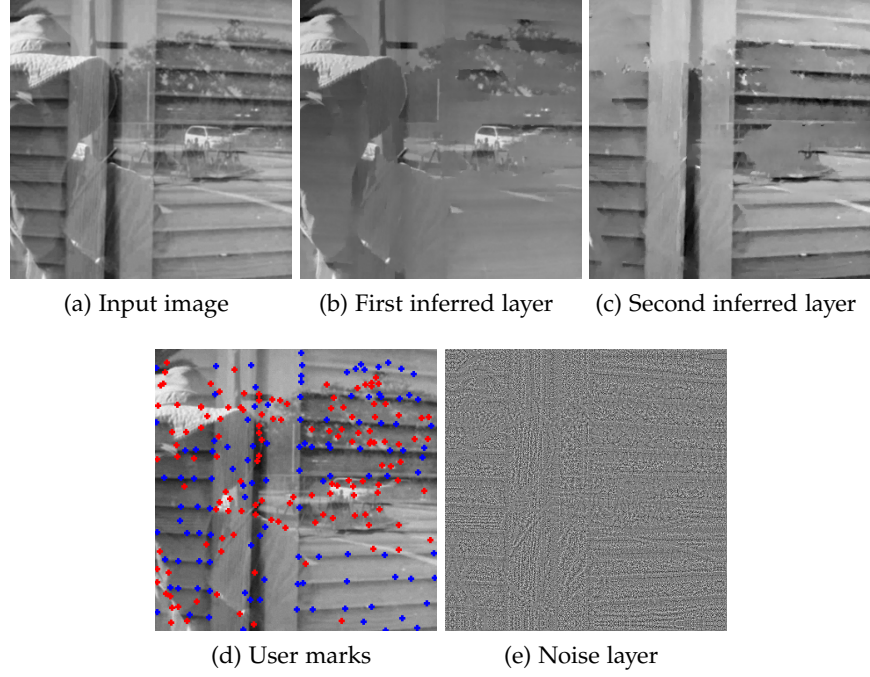 (a) Input image
(b) First inferred layer
(c) Second inferred layer
(d) User marks
(e) Noise layer